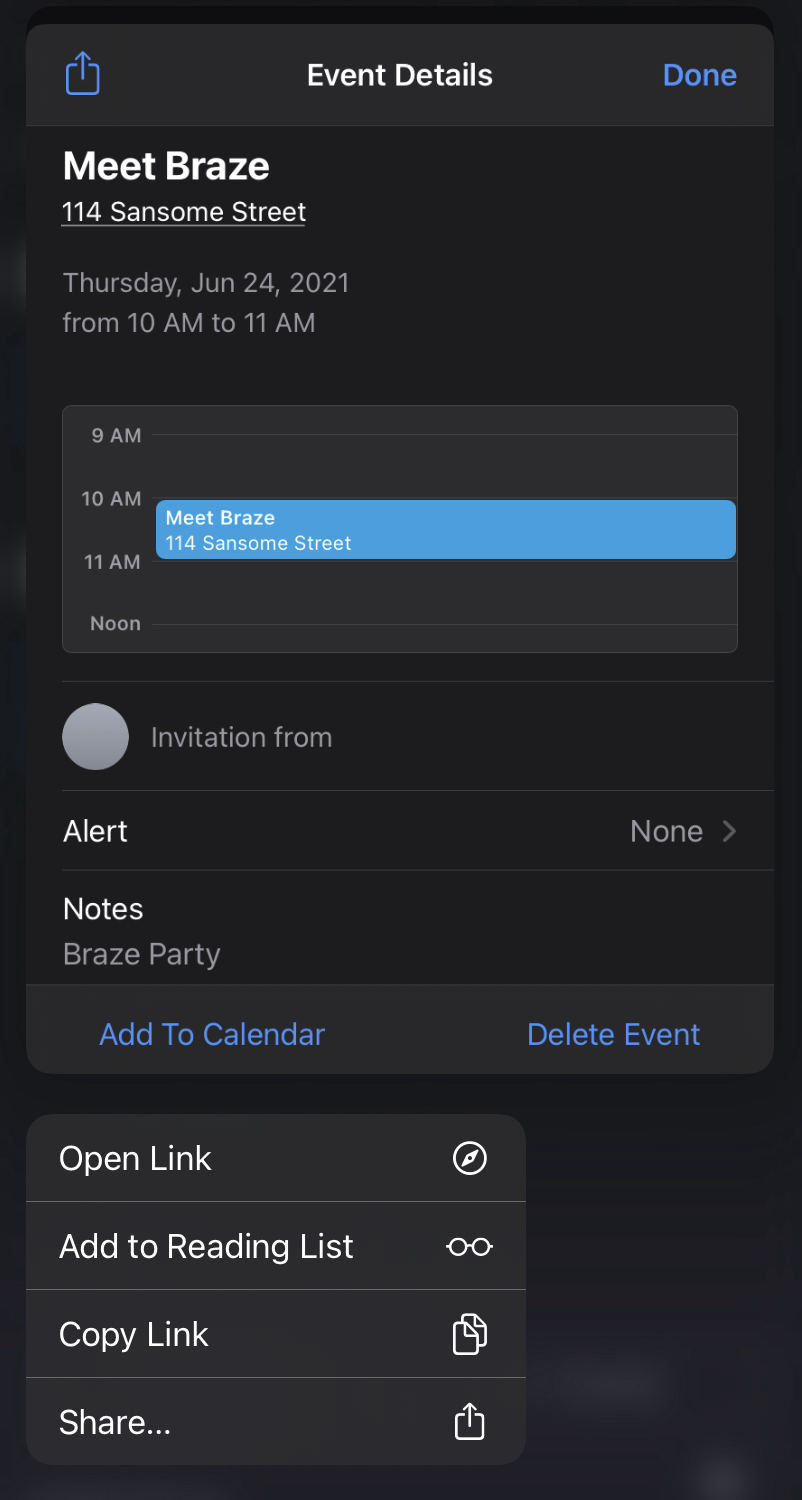 Event Details
Done
Meet Braze
114 Sansome Street
Thursday, Jun 24, 2021
from 10 AM to 11 AM
9 AM
10 AM
Meet Braze
114 Sansome Street
11 AM
Noon
Invitation from
Alert
None
Notes
Braze Party
Add To Calendar
Delete Event
Open Link
Add to Reading List
Copy Link
Share...